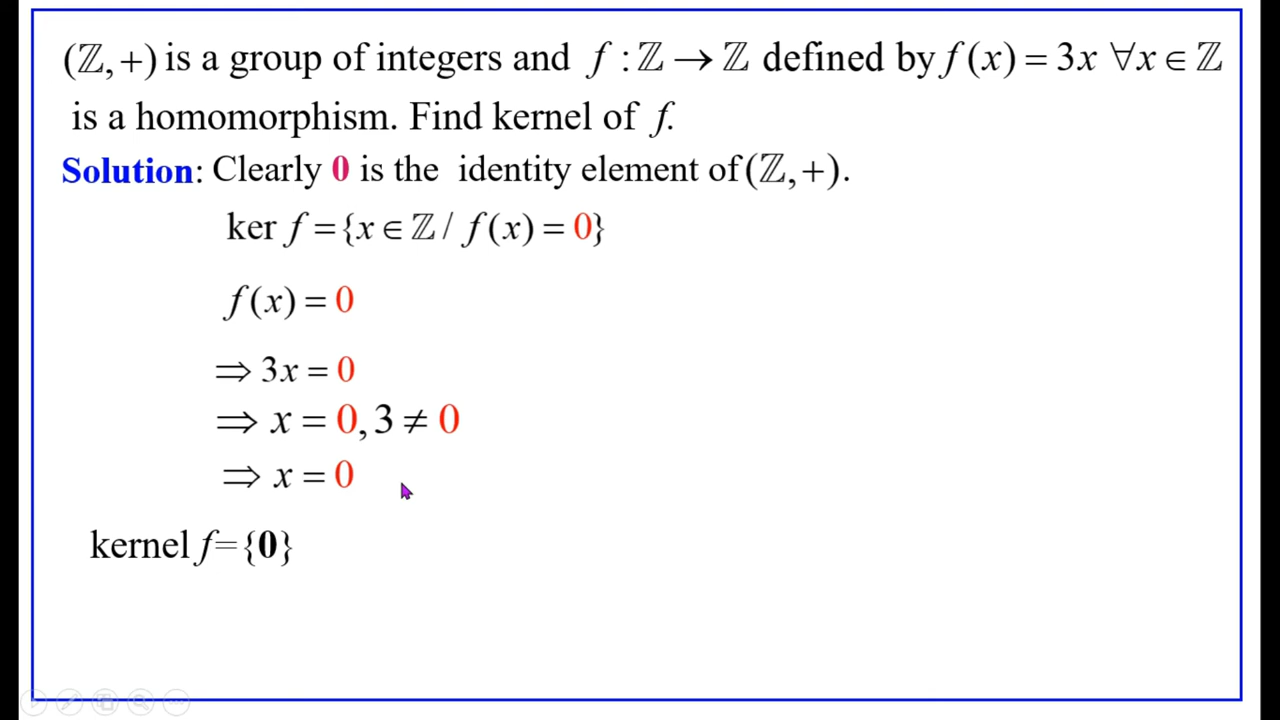 (ℤ,+) is a group of integers and f : ℤ → ℤ defined by f(x) = 3x ∀x ∈ ℤ
is a homomorphism. Find kernel of f.
Solution: Clearly 0 is the identity element of (ℤ,+).
ker f = {x ∈ ℤ / f(x) = 0}
f(x) = 0
⇒ 3x = 0
⇒ x = 0, 3 ≠ 0
⇒ x = 0
kernel f={0}